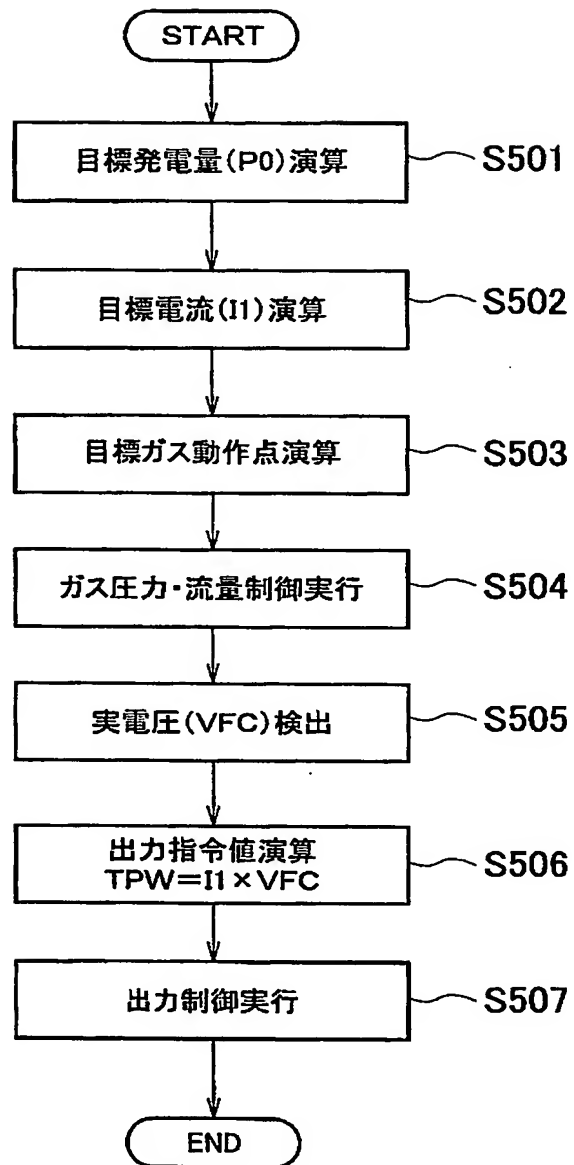 START
目標発電量(P0)演算
S501
目標電流(I1)演算
S502
目標ガス動作点演算
S503
ガス圧力・流量制御実行
S504
実電圧(VFC)検出
S505
出力指令値演算
TPW=I1×VFC
S506
出力制御実行
S507
END